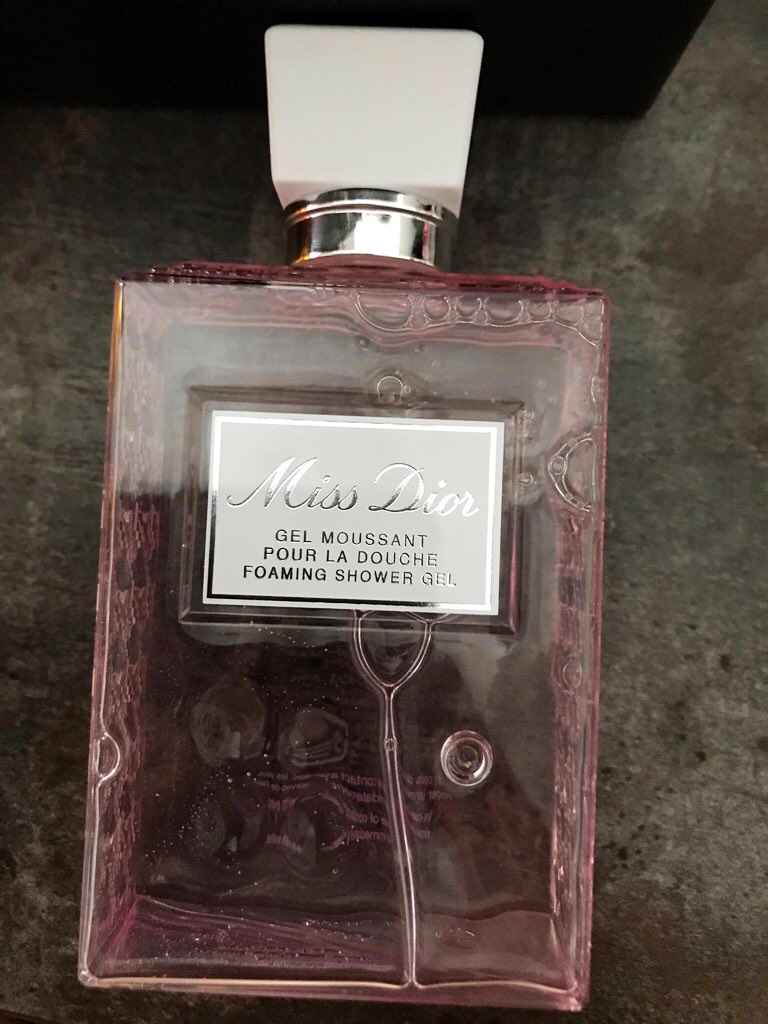 Miss Dior
GEL MOUSSANT
POUR LA DOUCHE
FOAMING SHOWER GEL